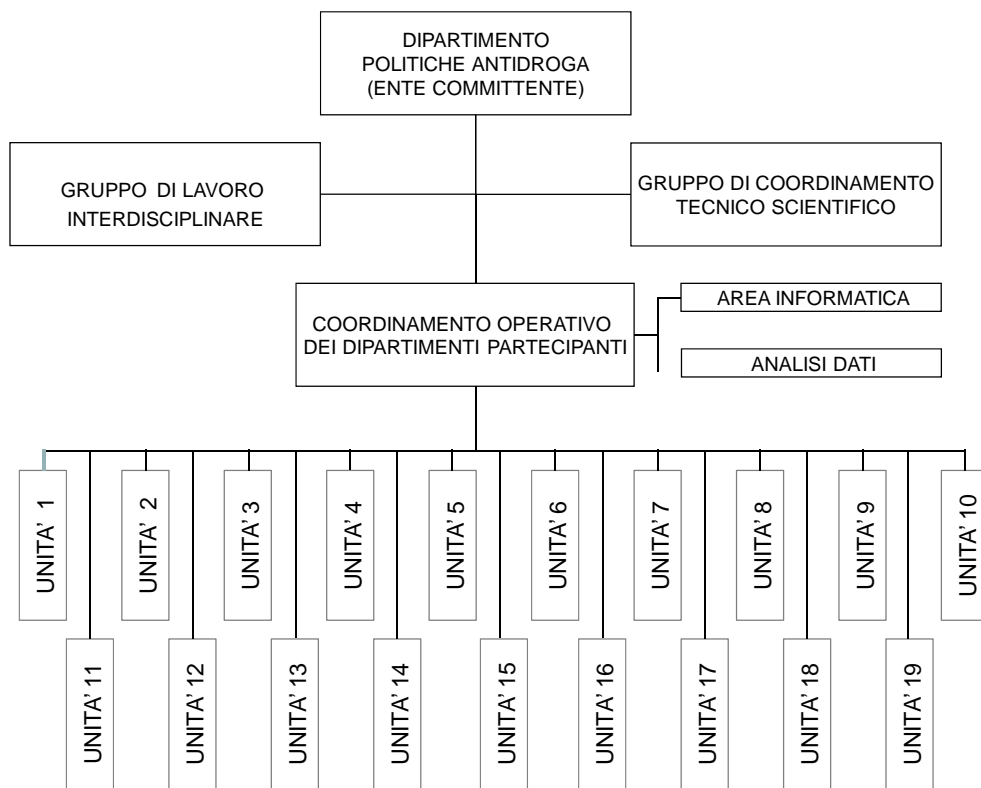 DIPARTIMENTO
POLITICHE ANTIDROGA
(ENTE COMMITTENTE)
GRUPPO DI LAVORO
INTERDISCIPLINARE
GRUPPO DI COORDINAMENTO
TECNICO SCIENTIFICO
COORDINAMENTO OPERATIVO
DEI DIPARTIMENTI PARTECIPANTI
AREA INFORMATICA
ANALISI DATI
UNITA' 1
UNITA' 2
UNITA' 3
UNITA' 4
UNITA' 5
UNITA' 6
UNITA' 7
UNITA' 8
UNITA' 9
UNITA' 10
UNITA' 11
UNITA' 12
UNITA' 13
UNITA' 14
UNITA' 15
UNITA' 16
UNITA' 17
UNITA' 18
UNITA' 19